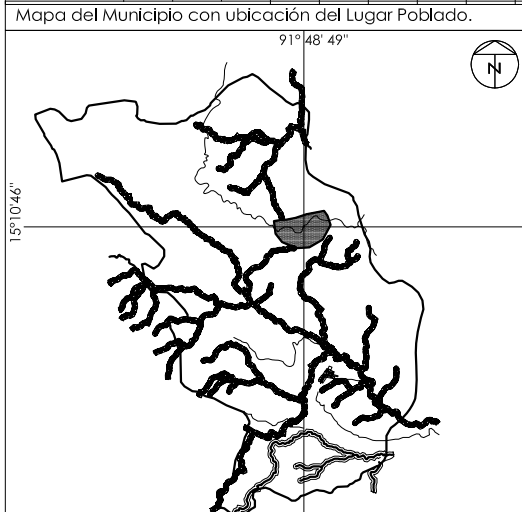 Mapa del Municipio con ubicación del Lugar Poblado.
91° 48' 49"
N
15°10'46"